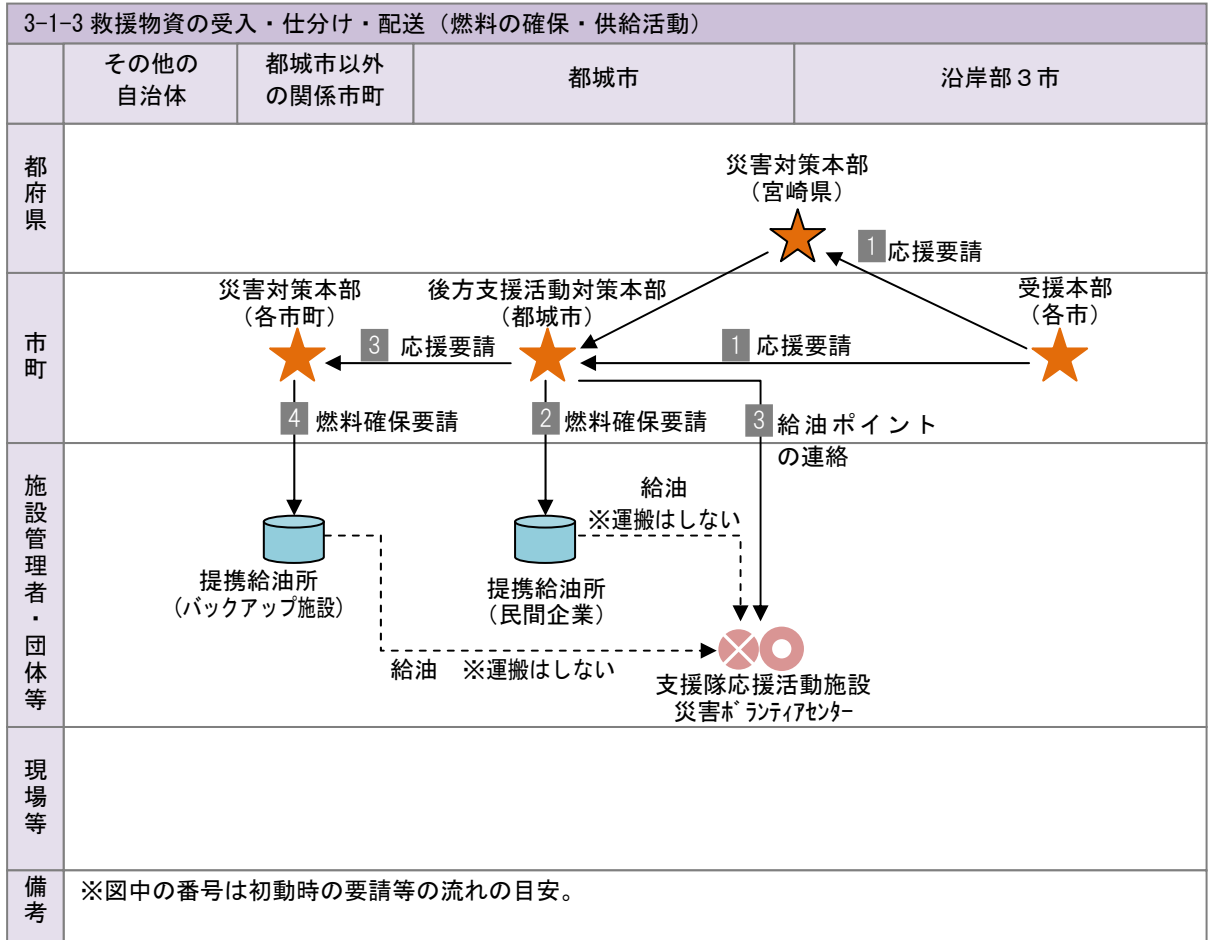 3-1-3 救援物資の受入・仕分け・配送（燃料の確保・供給活動）
その他の
自治体
都城市以外
の関係市町
都城市
沿岸部３市
都府県
災害対策本部
（宮崎県）
1 応援要請
市町
災害対策本部
（各市町）
後方支援活動対策本部
（都城市）
受援本部
（各市）
3 応援要請
1 応援要請
4 燃料確保要請
2 燃料確保要請
3 給油ポイント
の連絡
施設管理者・団体等
給油
※運搬はしない
提携給油所
（バックアップ施設）
提携給油所
（民間企業）
給油 ※運搬はしない
支援隊応援活動施設
災害ﾎﾞﾗﾝﾃｨｱｾﾝﾀｰ
現場等
備考
※図中の番号は初動時の要請等の流れの目安。